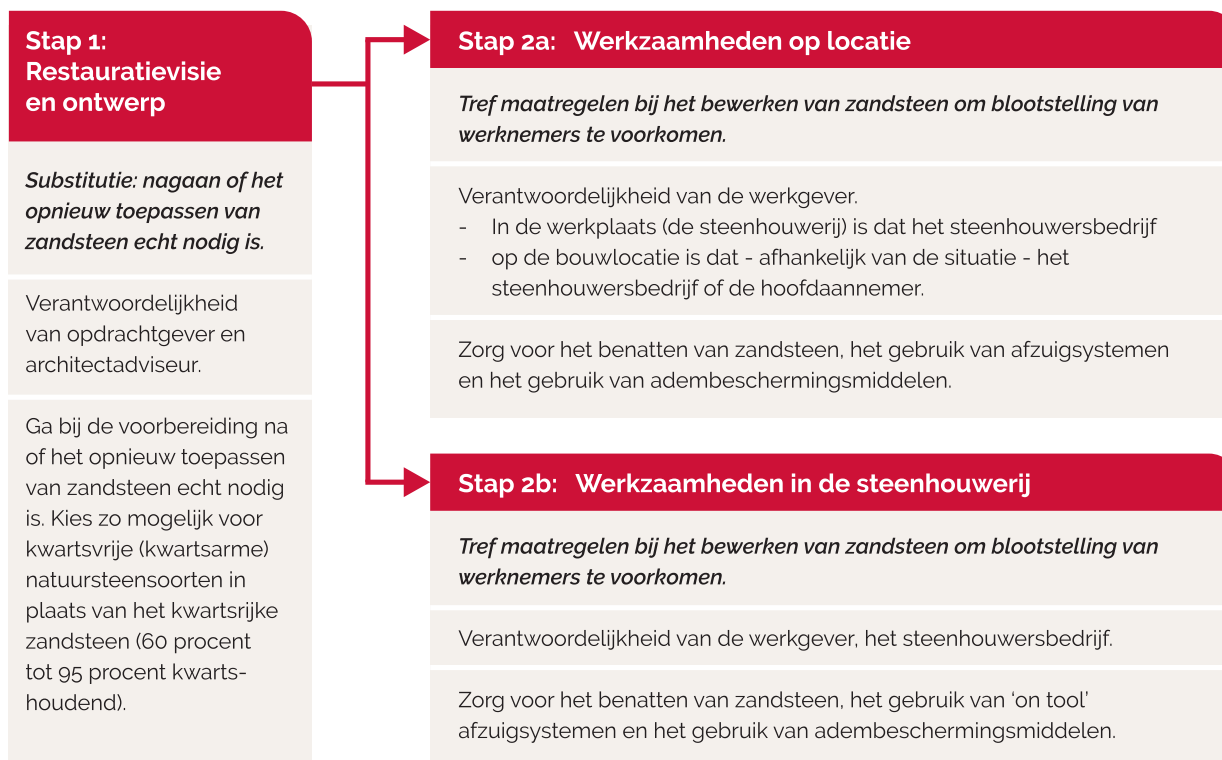 Stap 1:
Restauratievisie
en ontwerp
Substitutie: nagaan of het
opnieuw toepassen van
zandsteen echt nodig is.
Verantwoordelijkheid
van opdrachtgever en
architectadviseur.
Ga bij de voorbereiding na
of het opnieuw toepassen
van zandsteen echt nodig
is. Kies zo mogelijk voor
kwartsvrije (kwartsarme)
natuursteensoorten in
plaats van het kwartsrijke
zandsteen (60 procent
tot 95 procent kwarts-
houdend).
Stap 2a: Werkzaamheden op locatie
Tref maatregelen bij het bewerken van zandsteen om blootstelling van
werknemers te voorkomen.
Verantwoordelijkheid van de werkgever.
- In de werkplaats (de steenhouwerij) is dat het steenhouwersbedrijf
- op de bouwlocatie is dat - afhankelijk van de situatie - het
steenhouwersbedrijf of de hoofdaannemer.
Zorg voor het benatten van zandsteen, het gebruik van afzuigsystemen
en het gebruik van adembeschermingsmiddelen.
Stap 2b: Werkzaamheden in de steenhouwerij
Tref maatregelen bij het bewerken van zandsteen om blootstelling van
werknemers te voorkomen.
Verantwoordelijkheid van de werkgever, het steenhouwersbedrijf.
Zorg voor het benatten van zandsteen, het gebruik van ‘on tool’
afzuigsystemen en het gebruik van adembeschermingsmiddelen.